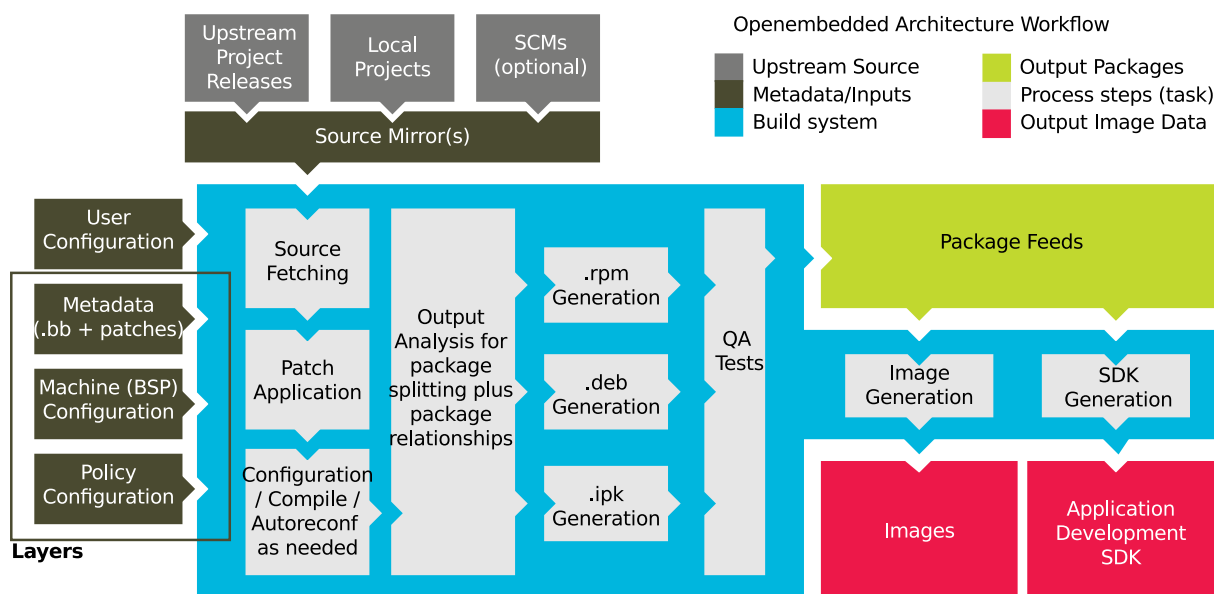 Openembedded Architecture Workflow
Upstream Source
Metadata/Inputs
Build system
Output Packages
Process steps (task)
Output Image Data
Upstream
Project
Releases
Local
Projects
SCMs
(optional)
Source Mirror(s)
User
Configuration
Metadata
(.bb + patches)
Machine (BSP)
Configuration
Policy
Configuration
Layers
Source
Fetching
Patch
Application
Configuration
/ Compile /
Autoreconf
as needed
Output
Analysis for
package
splitting plus
package
relationships
.rpm
Generation
.deb
Generation
.ipk
Generation
QA
Tests
Package Feeds
Image
Generation
SDK
Generation
Images
Application
Development
SDK